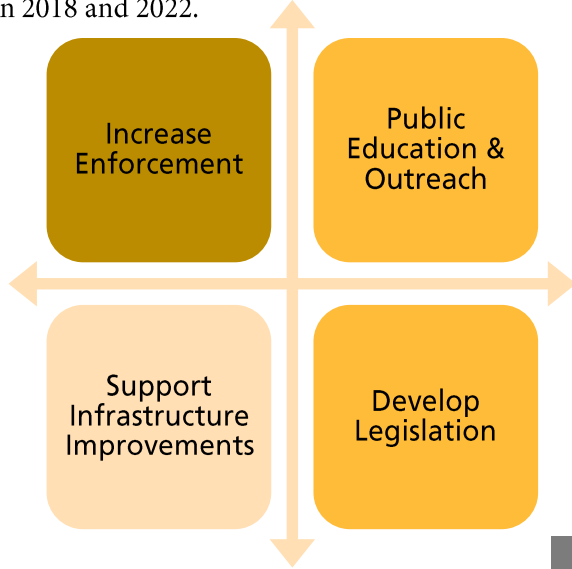 n 2018 and 2022.
Increase
Enforcement
Public
Education &
Outreach
Support
Infrastructure
Improvements
Develop
Legislation